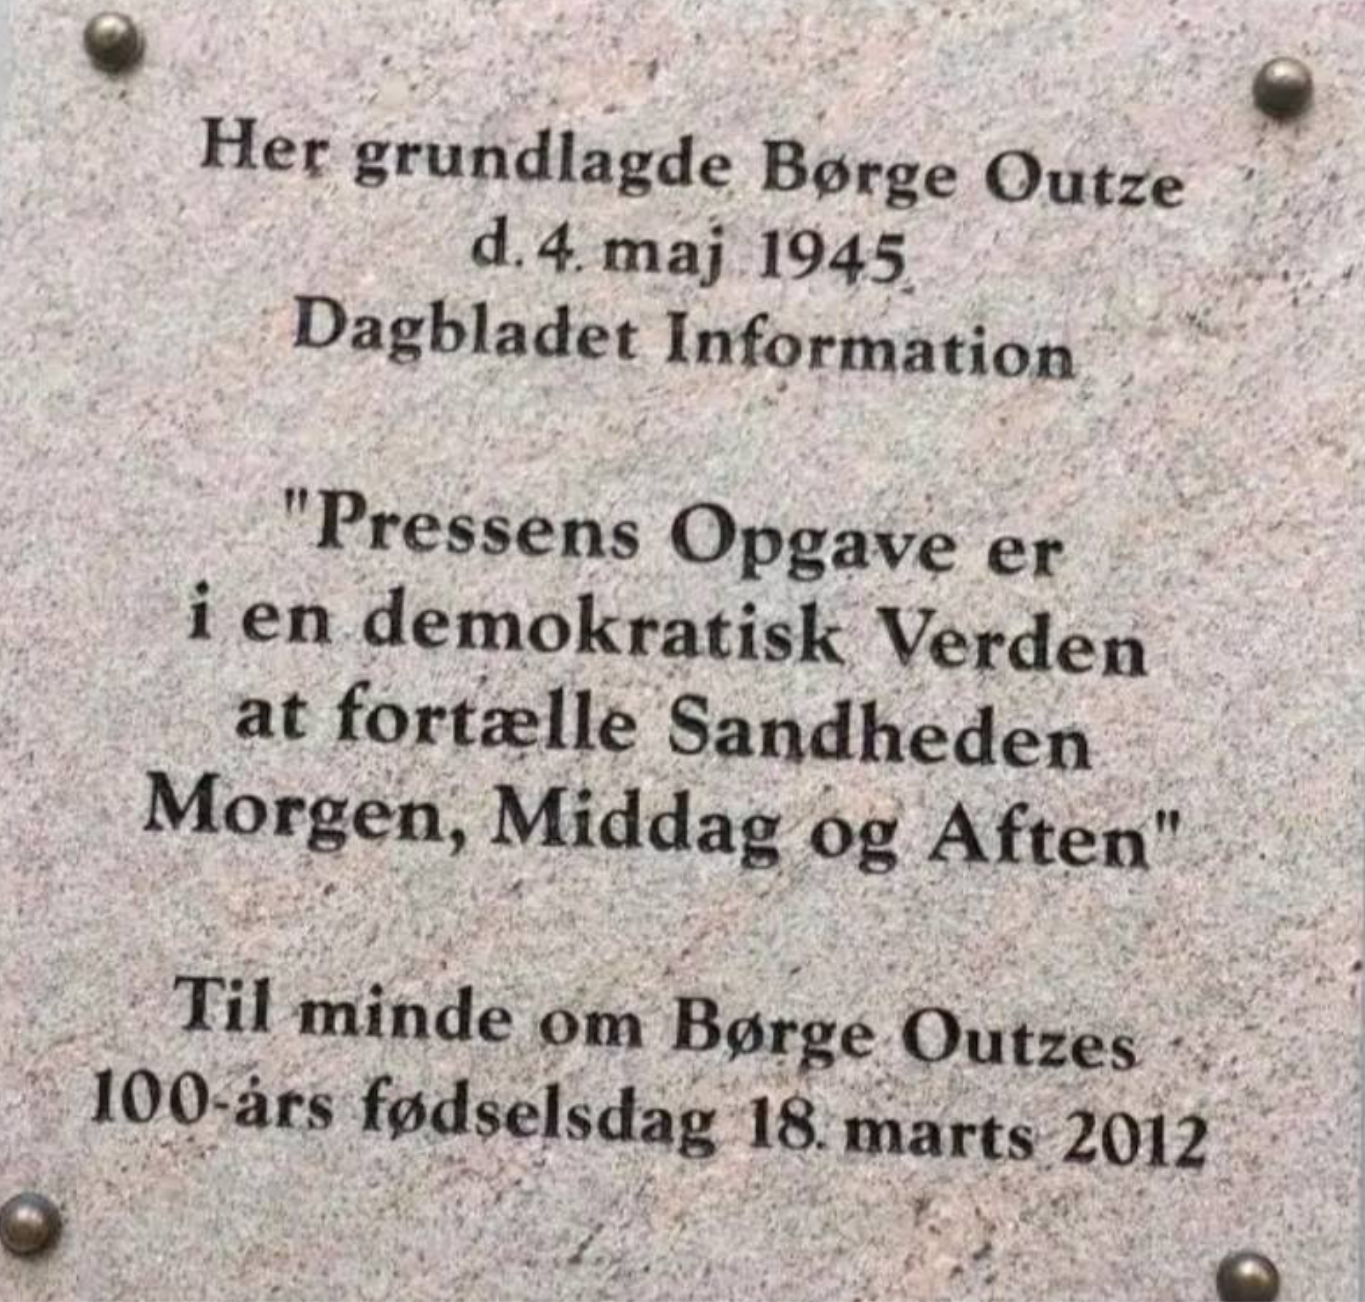 Her grundlagde Børge Outze
d. 4. maj 1945
Dagbladet Information
"Pressens Opgave er
i en demokratisk Verden
at fortælle Sandheden
Morgen, Middag og Aften"
Til minde om Børge Outzes
100-års fødselsdag 18. marts 2012